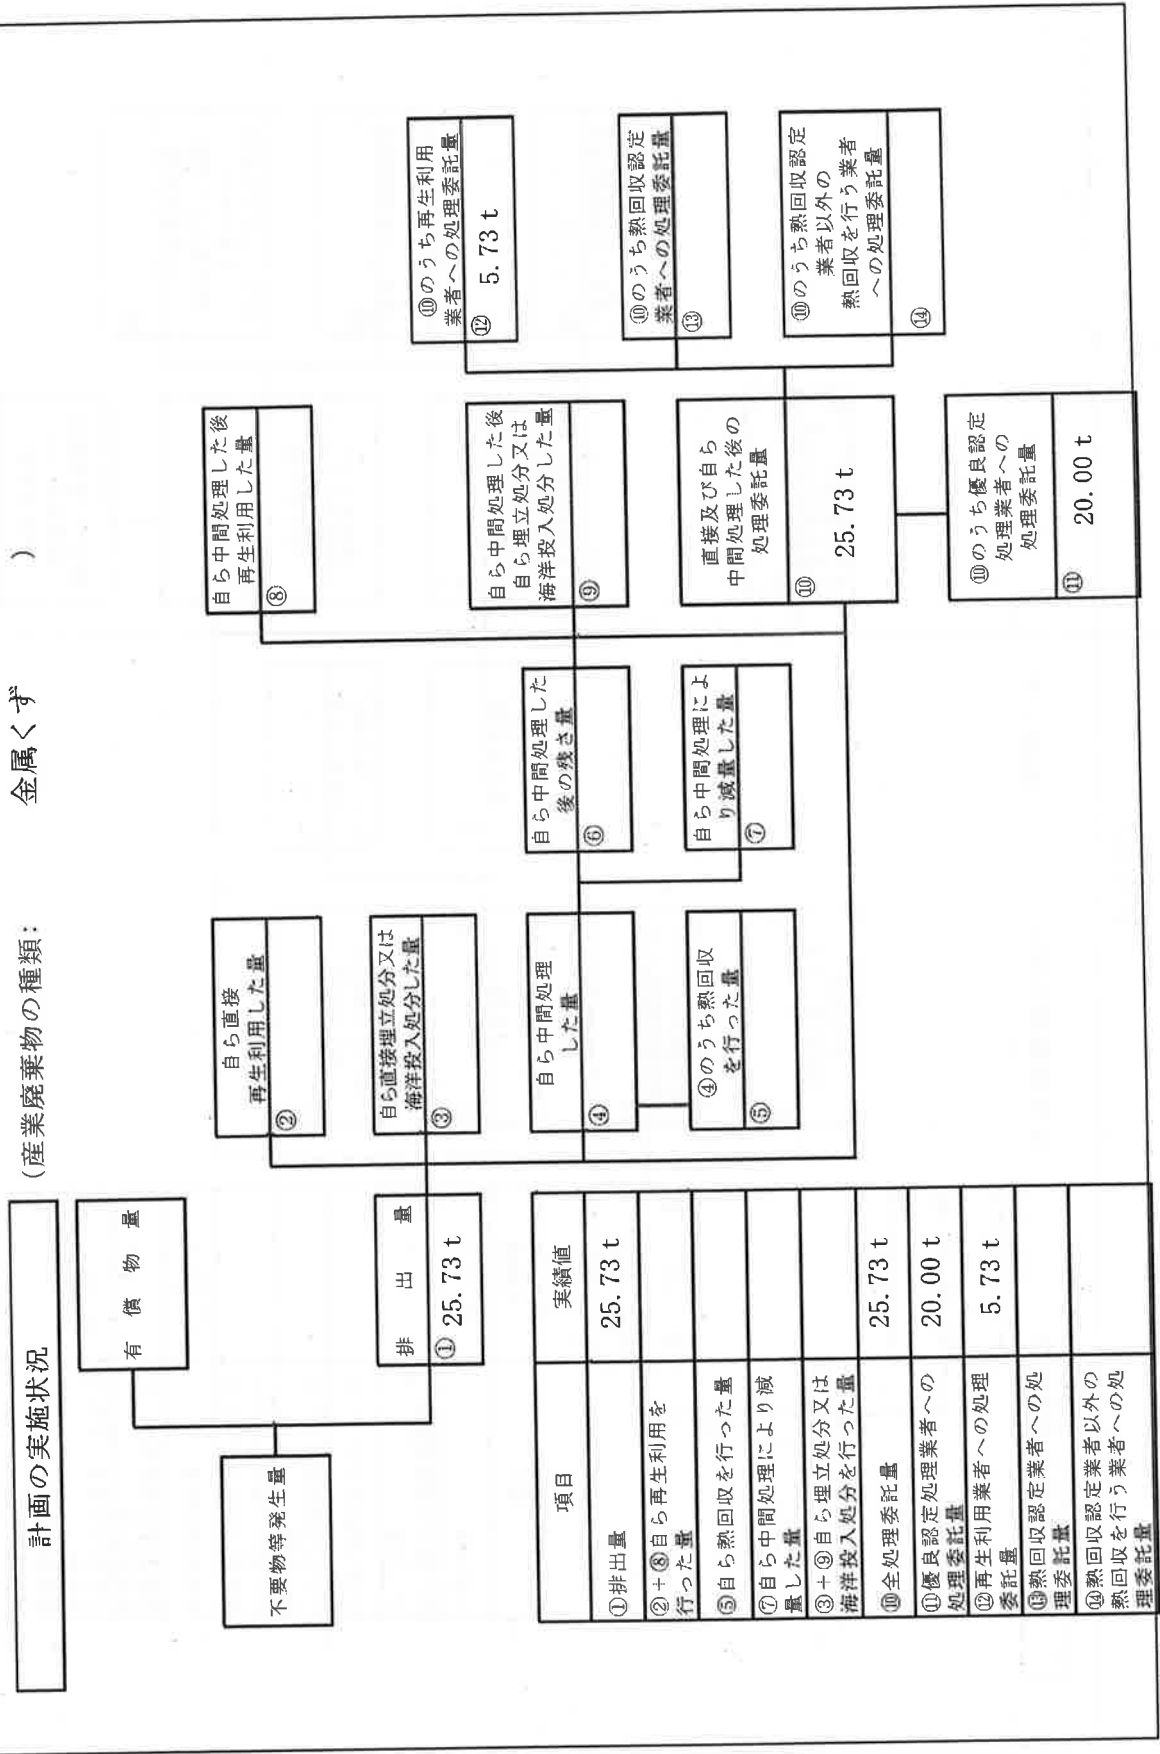 計画の実施状況
（産業廃棄物の種類： 金属くず ）
有償物量
不要物等発生量
排出量
① 25.73 t
自ら直接
再生利用した量
②
自ら直接埋立処分又は
海洋投入処分した量
③
自ら中間処理
した量
④
④のうち熱回収
を行った量
⑤
自ら中間処理した
後の残さ量
⑥
自ら中間処理によ
り減量した量
⑦
自ら中間処理した後
再生利用した量
⑧
自ら中間処理した後
自ら埋立処分又は
海洋投入処分した量
⑨
直接及び自ら
中間処理した後の
処理委託量
⑩ 25.73 t
⑩のうち優良認定
処理業者への
処理委託量
⑪ 20.00 t
⑩のうち再生利用
業者への処理委託量
⑫ 5.73 t
⑩のうち熱回収認定
業者への処理委託量
⑬
⑩のうち熱回収認定
業者以外の
熱回収を行う業者
への処理委託量
⑭
項目 実績値
①排出量 25.73 t
②＋⑧自ら再生利用を
行った量
⑤自ら熱回収を行った量
⑦自ら中間処理により減
量した量
③＋⑨自ら埋立処分又は
海洋投入処分を行った量
⑩全処理委託量 25.73 t
⑪優良認定処理業者への
処理委託量 20.00 t
⑫再生利用業者への処理
委託量 5.73 t
⑬熱回収認定業者への処
理委託量
⑭熱回収認定業者以外の
熱回収を行う業者への処
理委託量